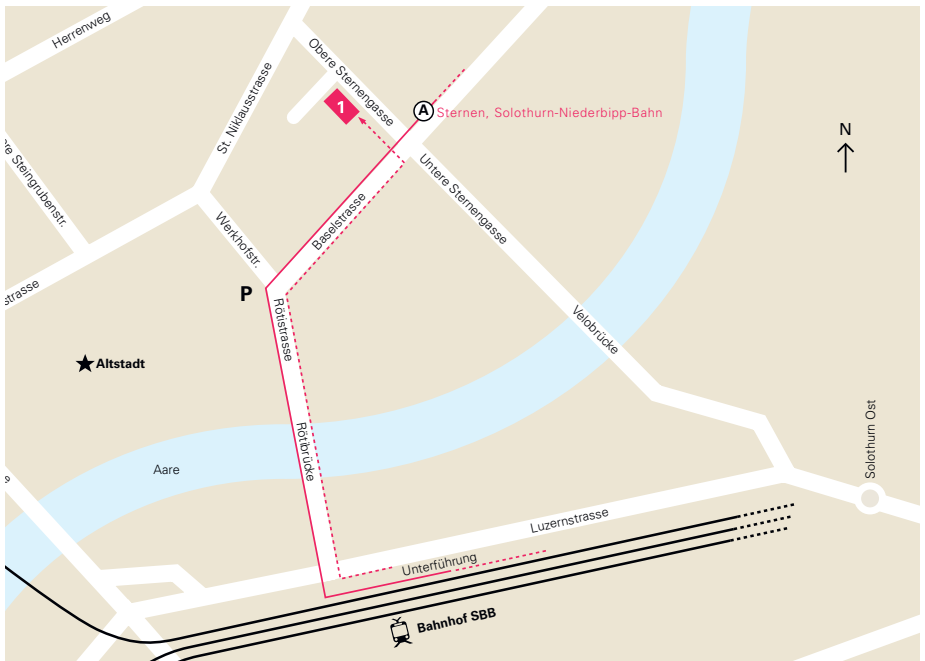 Herrenweg
Obere Sternengasse
St. Niklausstrasse
1
A
Sternen, Solothurn-Niederbipp-Bahn
N
ere Steingrubenstr.
Untere Sternengasse
Baselstrasse
Werkhofstr.
strasse
P
Rötistrasse
Velobrücke
Altstadt
Rötibrücke
Solothurn Ost
Aare
Luzernstrasse
Unterführung
Bahnhof SBB